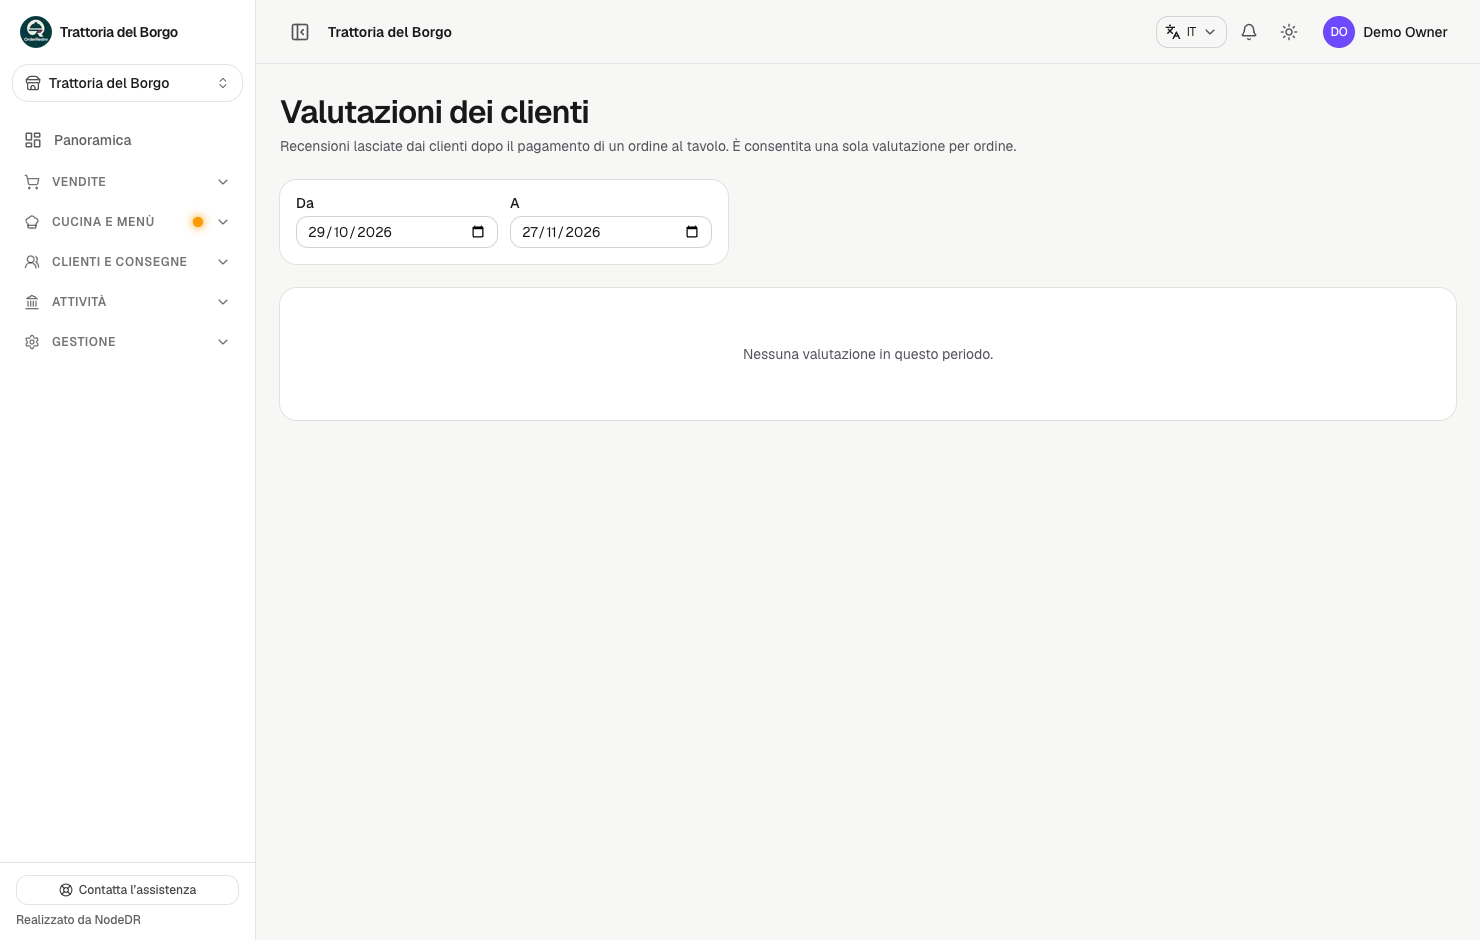 Trattoria del Borgo
Trattoria del Borgo
Panoramica
VENDITE
CUCINA E MENÙ
CLIENTI E CONSEGNE
ATTIVITÀ
GESTIONE
Contatta l'assistenza
Realizzato da NodeDR
Trattoria del Borgo
IT
DO
Demo Owner
Valutazioni dei clienti
Recensioni lasciate dai clienti dopo il pagamento di un ordine al tavolo. È consentita una sola valutazione per ordine.
Da
A
29/10/2026
27/11/2026
Nessuna valutazione in questo periodo.